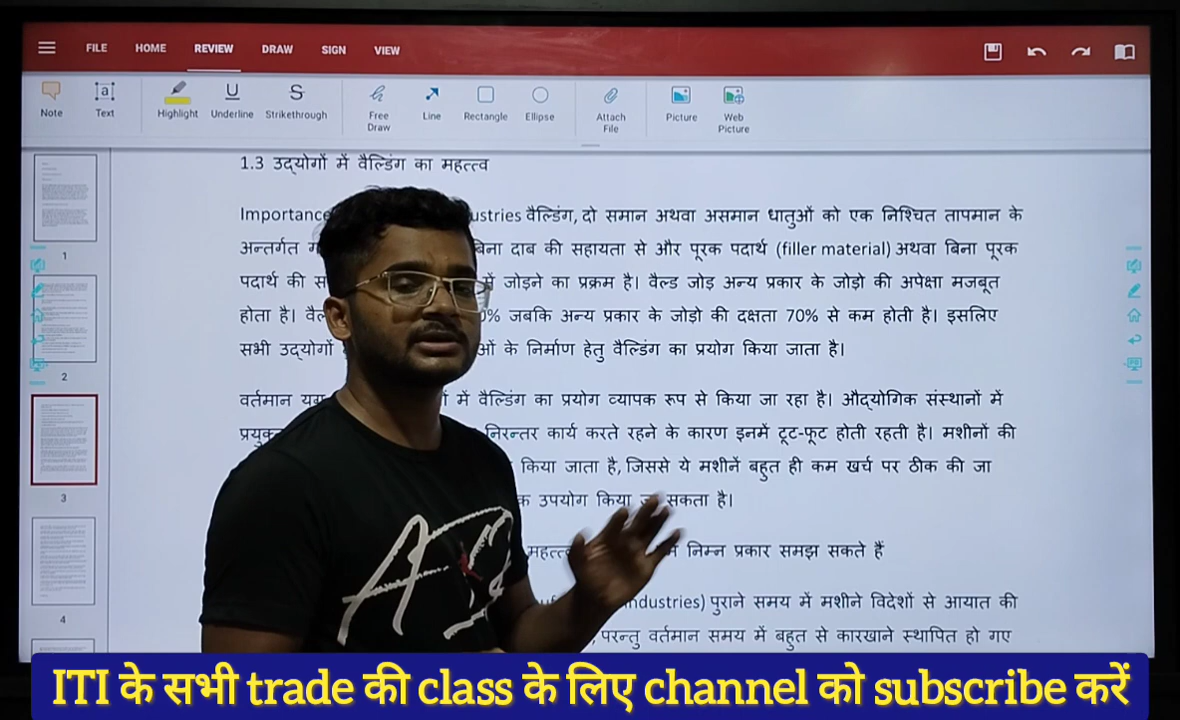 FILE HOME REVIEW DRAW SIGN VIEW
Note Text Highlight Underline Strikethrough Free Draw Line Rectangle Ellipse Attach File Picture Web Picture
1.3 उद्योगों में वैल्डिंग का महत्त्व
Importance ustries वैल्डिंग, दो समान अथवा असमान धातुओं को एक निश्चित तापमान के
अन्तर्गत बिना दाब की सहायता से और पूरक पदार्थ (filler material) अथवा बिना पूरक
पदार्थ की जोड़ने का प्रक्रम है। वैल्ड जोड़ अन्य प्रकार के जोड़ो की अपेक्षा मजबूत
होता है। 0% जबकि अन्य प्रकार के जोड़ो की दक्षता 70% से कम होती है। इसलिए
सभी उद्योगों ओं के निर्माण हेतु वैल्डिंग का प्रयोग किया जाता है।
वर्तमान में वैल्डिंग का प्रयोग व्यापक रूप से किया जा रहा है। औद्योगिक संस्थानों में
निरन्तर कार्य करते रहने के कारण इनमें टूट-फूट होती रहती है। मशीनों की
किया जाता है, जिससे ये मशीनें बहुत ही कम खर्च पर ठीक की जा
क उपयोग किया सकता है।
निम्न प्रकार समझ सकते हैं
industries) पुराने समय में मशीने विदेशों से आयात की
परन्तु वर्तमान समय में बहुत से कारखाने स्थापित हो गए
1
2
3
4
ITI के सभी trade की class के लिए channel को subscribe करें